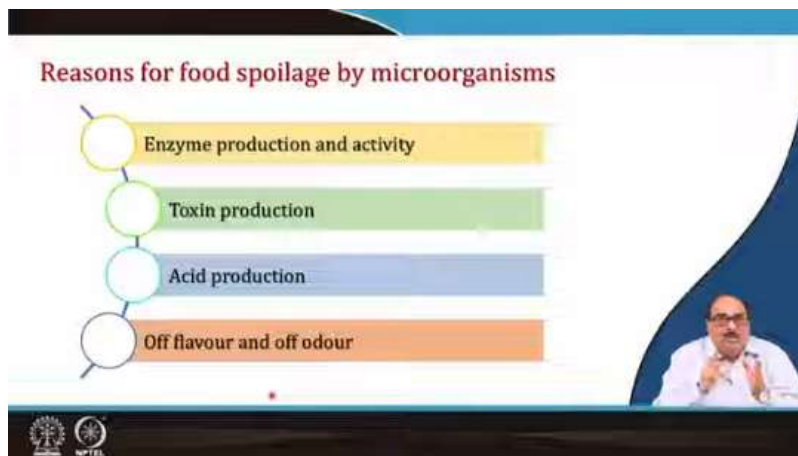 Reasons for food spoilage by microorganisms
Enzyme production and activity
Toxin production
Acid production
Off flavour and off odour
NPTEL